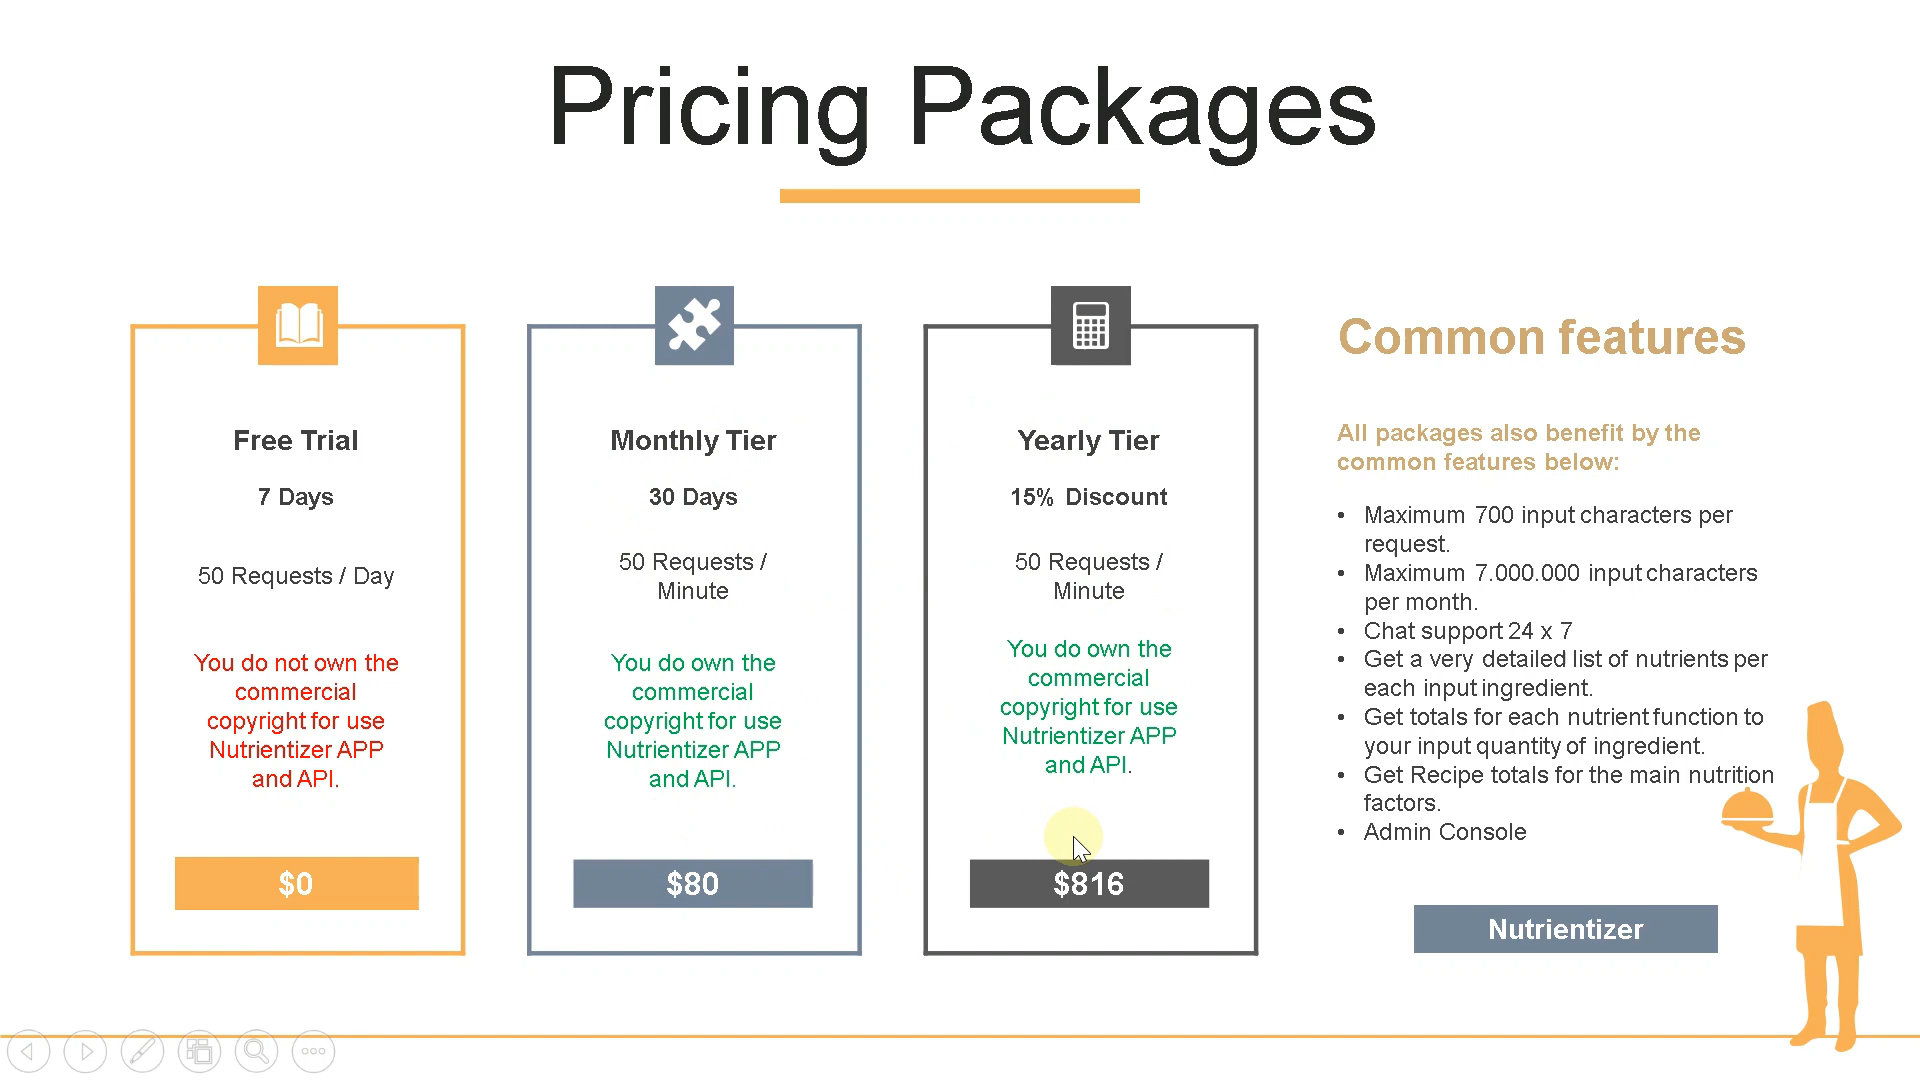 Pricing Packages
Free Trial
7 Days
50 Requests / Day
You do not own the
commercial
copyright for use
Nutrientizer APP
and API.
$0
Monthly Tier
30 Days
50 Requests /
Minute
You do own the
commercial
copyright for use
Nutrientizer APP
and API.
$80
Yearly Tier
15% Discount
50 Requests /
Minute
You do own the
commercial
copyright for use
Nutrientizer APP
and API.
$816
Common features
All packages also benefit by the
common features below:
• Maximum 700 input characters per
request.
• Maximum 7.000.000 input characters
per month.
• Chat support 24 x 7
• Get a very detailed list of nutrients per
each input ingredient.
• Get totals for each nutrient function to
your input quantity of ingredient.
• Get Recipe totals for the main nutrition
factors.
• Admin Console
Nutrientizer